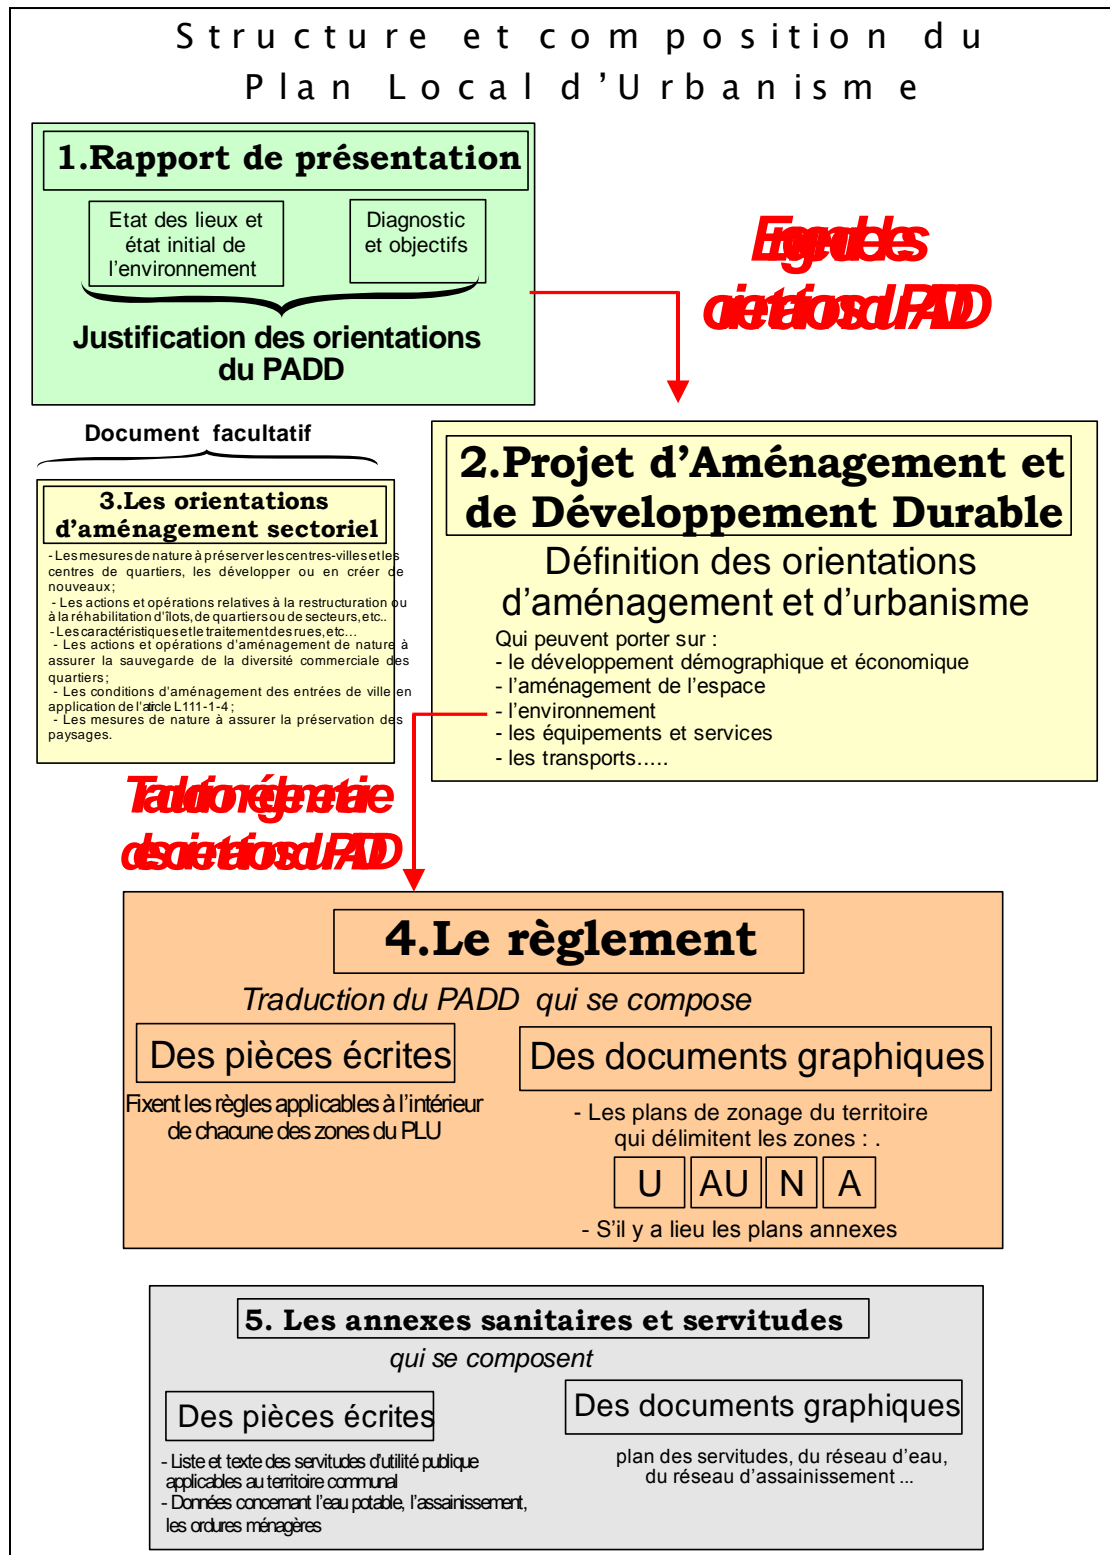 Structure et composition du
Plan Local d'Urbanisme
1.Rapport de présentation
Etat des lieux et
état initial de
l'environnement
Diagnostic
et objectifs
Justification des orientations
du PADD
Document facultatif
3.Les orientations
d'aménagement sectoriel
- Les mesures de nature à préserver les centres-villes et les
centres de quartiers, les développer ou en créer de
nouveaux ;
- Les actions et opérations relatives à la restructuration ou
à la réhabilitation d'îlots, de quartiers ou de secteurs, etc..
- Les caractéristiques et le traitement des rues, etc...
- Les actions et opérations d'aménagement de nature à
assurer la sauvegarde de la diversité commerciale des
quartiers ;
- Les conditions d'aménagement des entrées de ville en
application de l'article L111-1-4 ;
- Les mesures de nature à assurer la préservation des
paysages.
2.Projet d'Aménagement et
de Développement Durable
Définition des orientations
d'aménagement et d'urbanisme
Qui peuvent porter sur :
- le développement démographique et économique
- l'aménagement de l'espace
- l'environnement
- les équipements et services
- les transports.....
4.Le règlement
Traduction du PADD qui se compose
Des pièces écrites
Fixent les règles applicables à l'intérieur
de chacune des zones du PLU
Des documents graphiques
- Les plans de zonage du territoire
qui délimitent les zones : .
U AU N A
- S'il y a lieu les plans annexes
5. Les annexes sanitaires et servitudes
qui se composent
Des pièces écrites
- Liste et texte des servitudes d'utilité publique
applicables au territoire communal
- Données concernant l'eau potable, l'assainissement,
les ordures ménagères
Des documents graphiques
plan des servitudes, du réseau d'eau,
du réseau d'assainissement ...